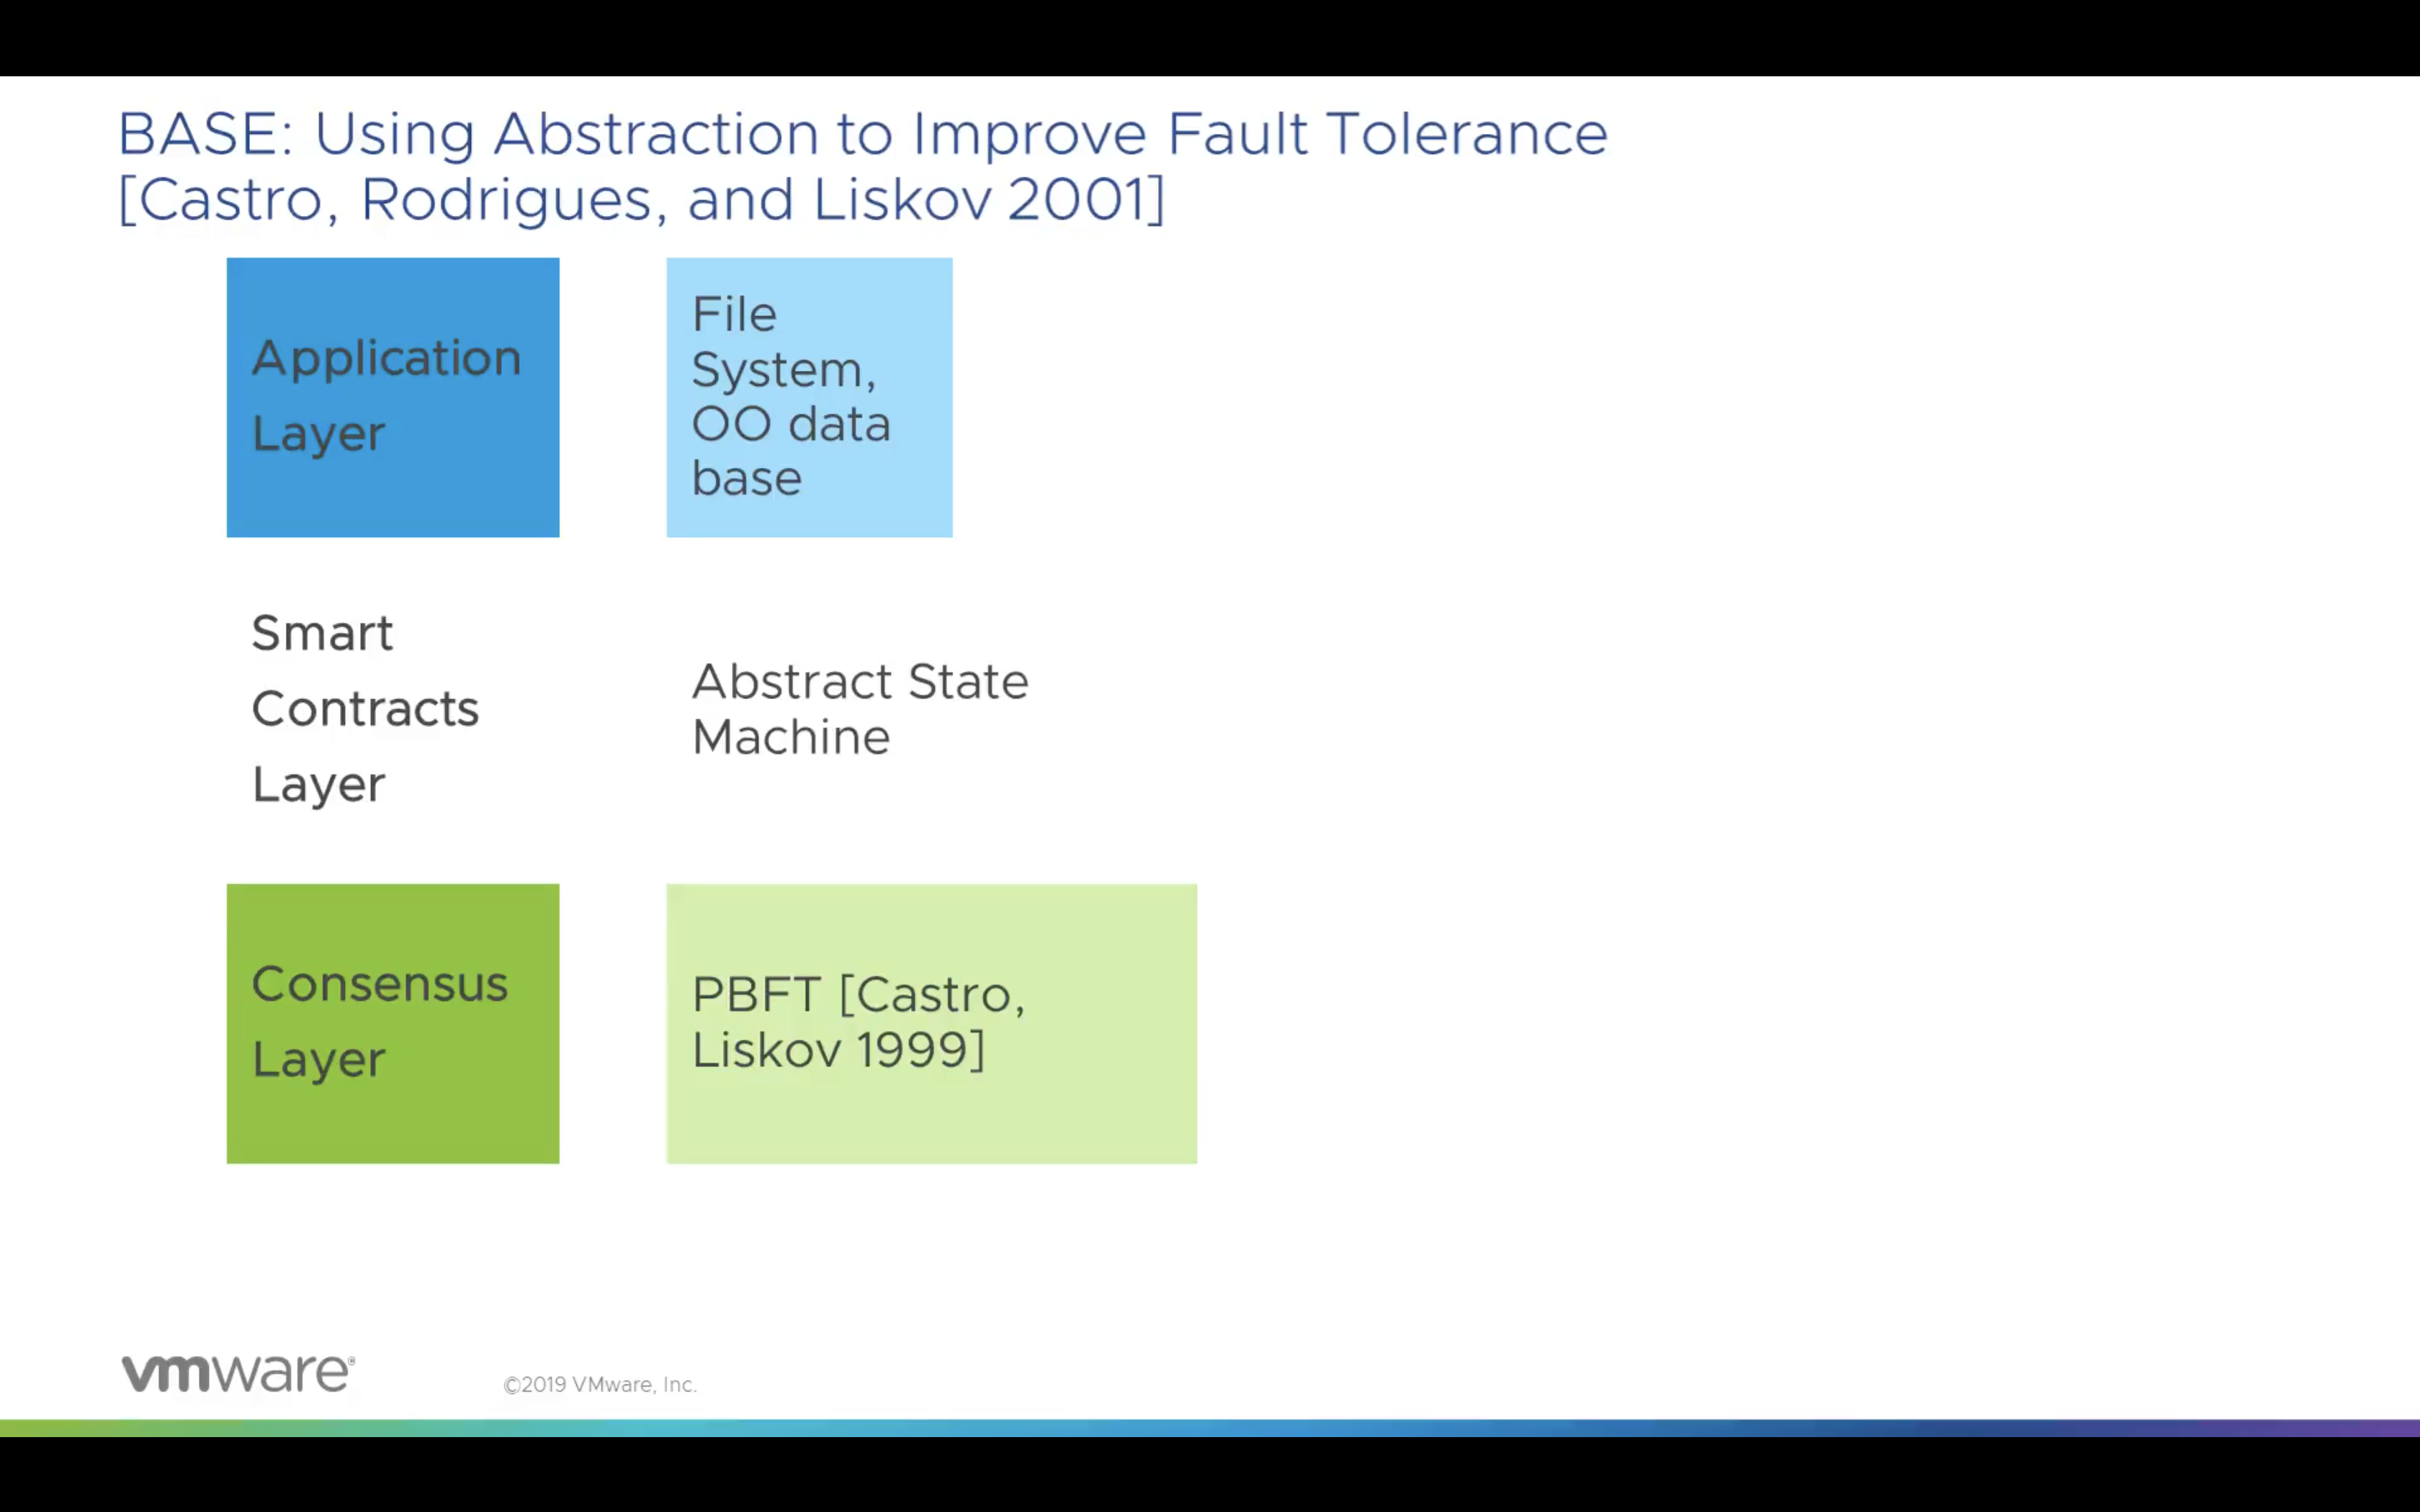 BASE: Using Abstraction to Improve Fault Tolerance
[Castro, Rodrigues, and Liskov 2001]
Application
Layer
File
System,
OO data
base
Smart
Contracts
Layer
Abstract State
Machine
Consensus
Layer
PBFT [Castro,
Liskov 1999]
vmware®
©2019 VMware, Inc.